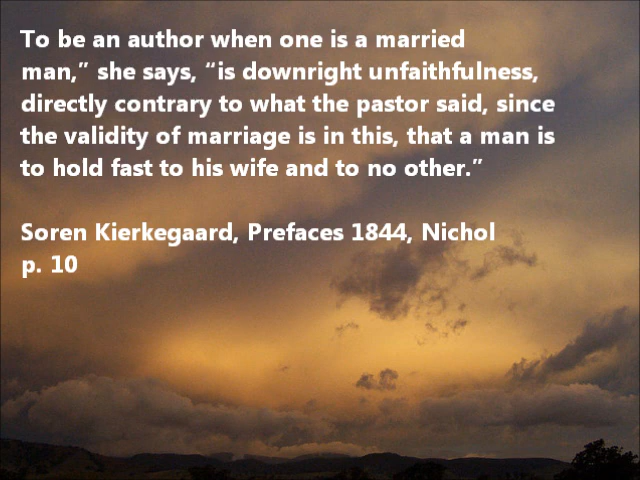 To be an author when one is a married
man,” she says, “is downright unfaithfulness,
directly contrary to what the pastor said, since
the validity of marriage is in this, that a man is
to hold fast to his wife and to no other.”
Soren Kierkegaard, Prefaces 1844, Nichol
p. 10